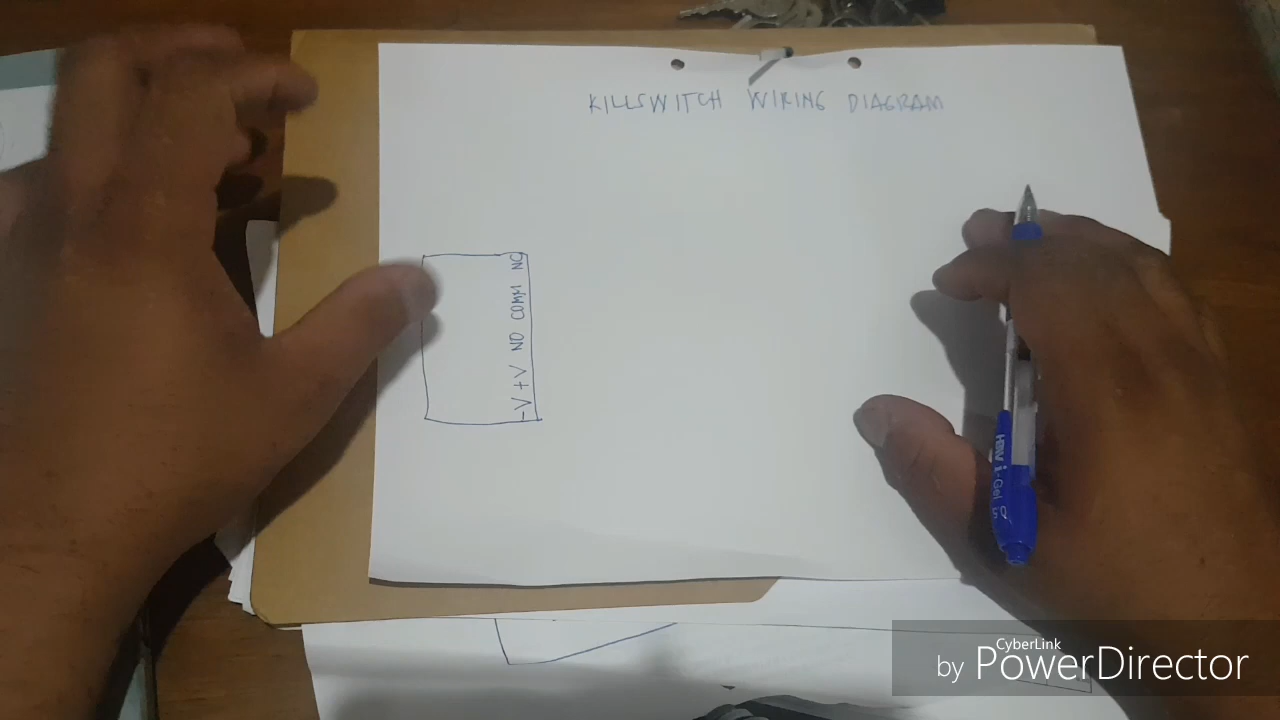 KILLSWITCH WIRING DIAGRAM
-V +V NO COMM NC
HBW i-Gel
CyberLink
by PowerDirector